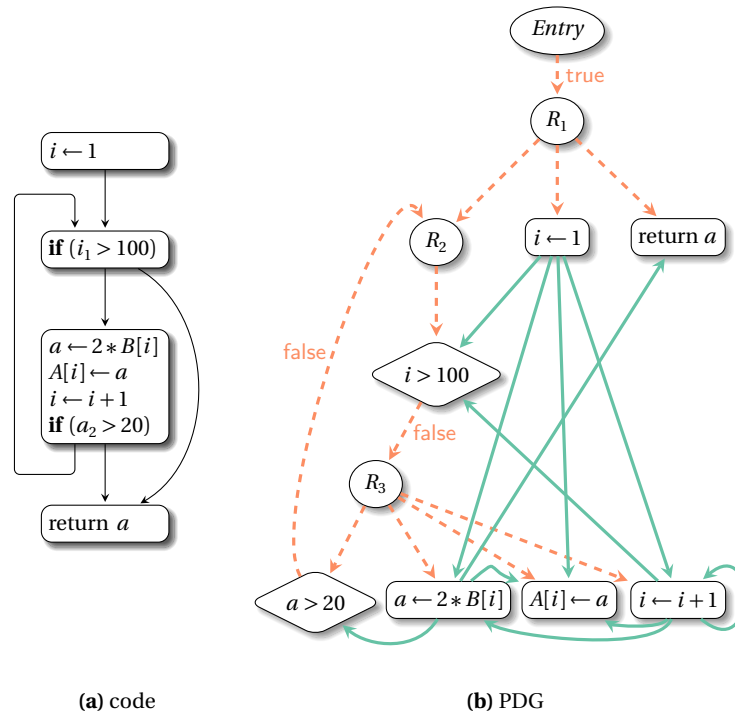 Entry
true
R1
i ← 1
if (i1 > 100)
R2
i ← 1
return a
a ← 2 ∗ B[i]
A[i] ← a
i ← i + 1
if (a2 > 20)
false
i > 100
false
R3
return a
a > 20
a ← 2 ∗ B[i]
A[i] ← a
i ← i + 1
(a) code
(b) PDG